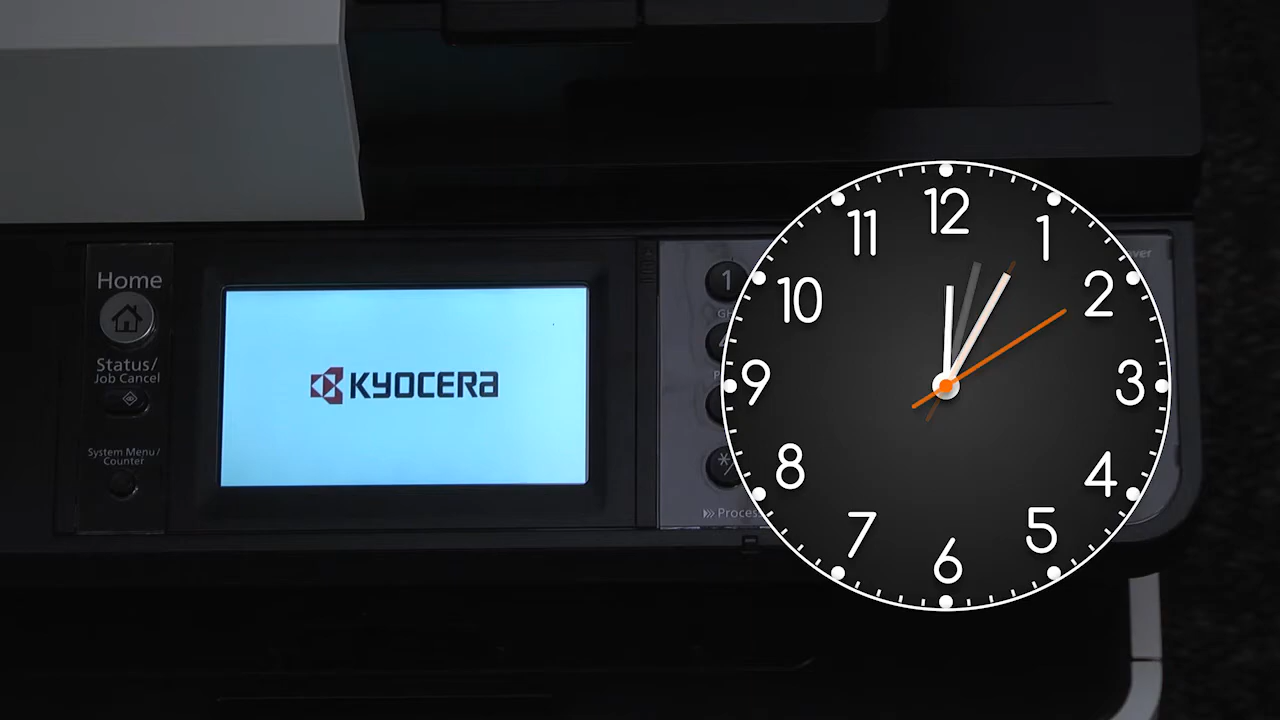 Home
Status/
Job Cancel
System Menu/
Counter
KYOCERA
1
GH
*/
Process
12
1
2
3
4
5
6
7
8
9
10
11